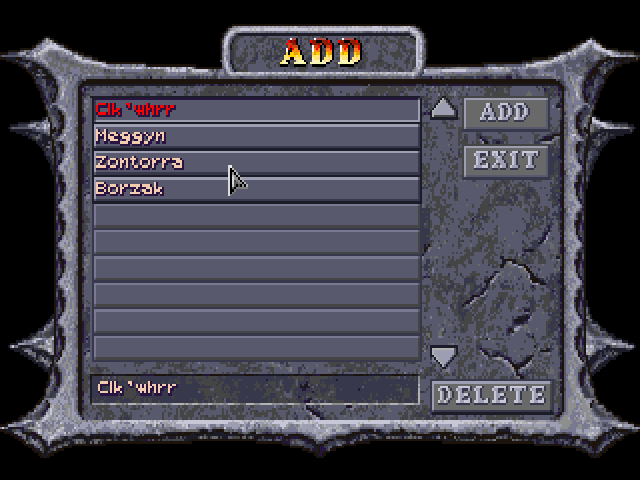 ADD
Clk'whrr
Meggyn
Zontorra
Borzak
ADD
EXIT
Clk'whrr
DELETE